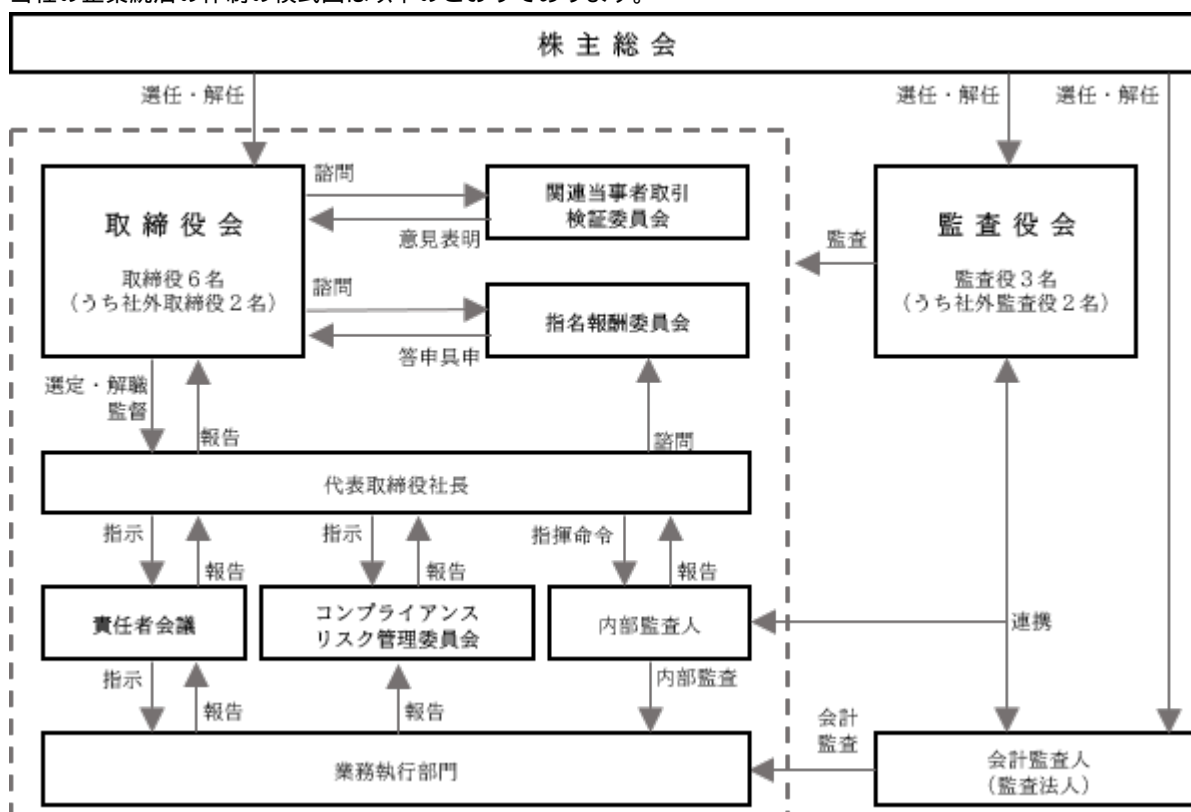 当社の企業統治の体制の模式図は以下のとおりであります。
株主総会
選任・解任
選任・解任
選任・解任
取締役会
取締役6名
(うち社外取締役2名)
諮問
意見表明
関連当事者取引
検証委員会
諮問
答申具申
指名報酬委員会
監査
監査役会
監査役3名
(うち社外監査役2名)
選定・解職
監督
報告
諮問
代表取締役社長
指示
報告
指示
報告
指揮命令
報告
責任者会議
コンプライアンス
リスク管理委員会
内部監査人
連携
指示
報告
報告
内部監査
会計
監査
業務執行部門
会計監査人
(監査法人)